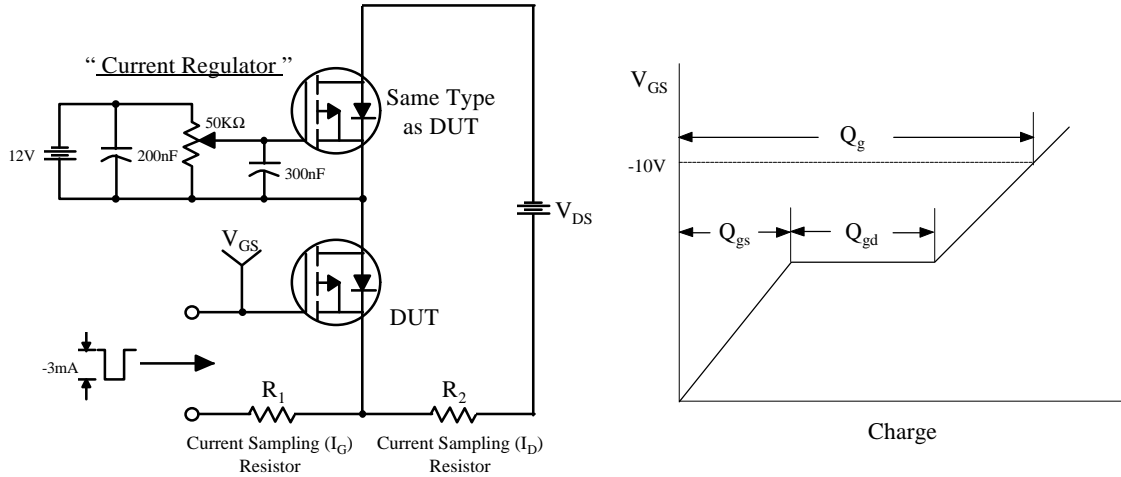 “ Current Regulator ”
Same Type
as DUT
50KΩ
12V
200nF
300nF
V_GS
DUT
V_DS
-3mA
R_1
R_2
Current Sampling (I_G)
Resistor
Current Sampling (I_D)
Resistor
V_GS
Q_g
-10V
Q_gs
Q_gd
Charge